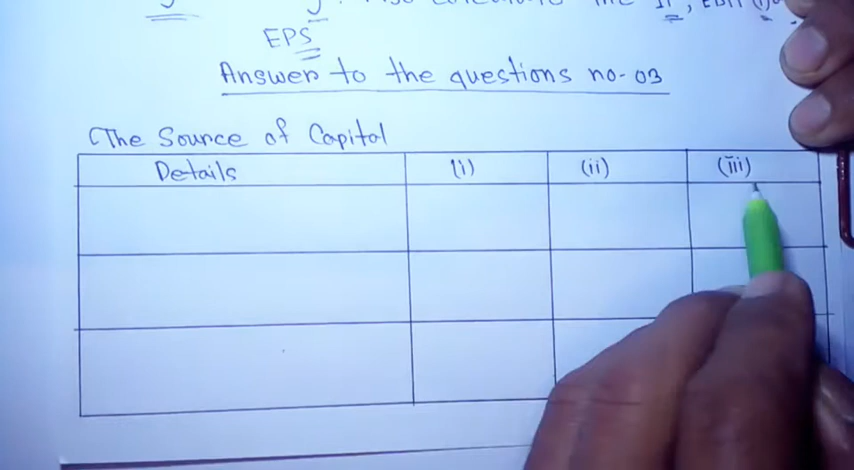 EPS
Answer to the questions no- 03
The Source of Capital
Details (i) (ii) (iii)